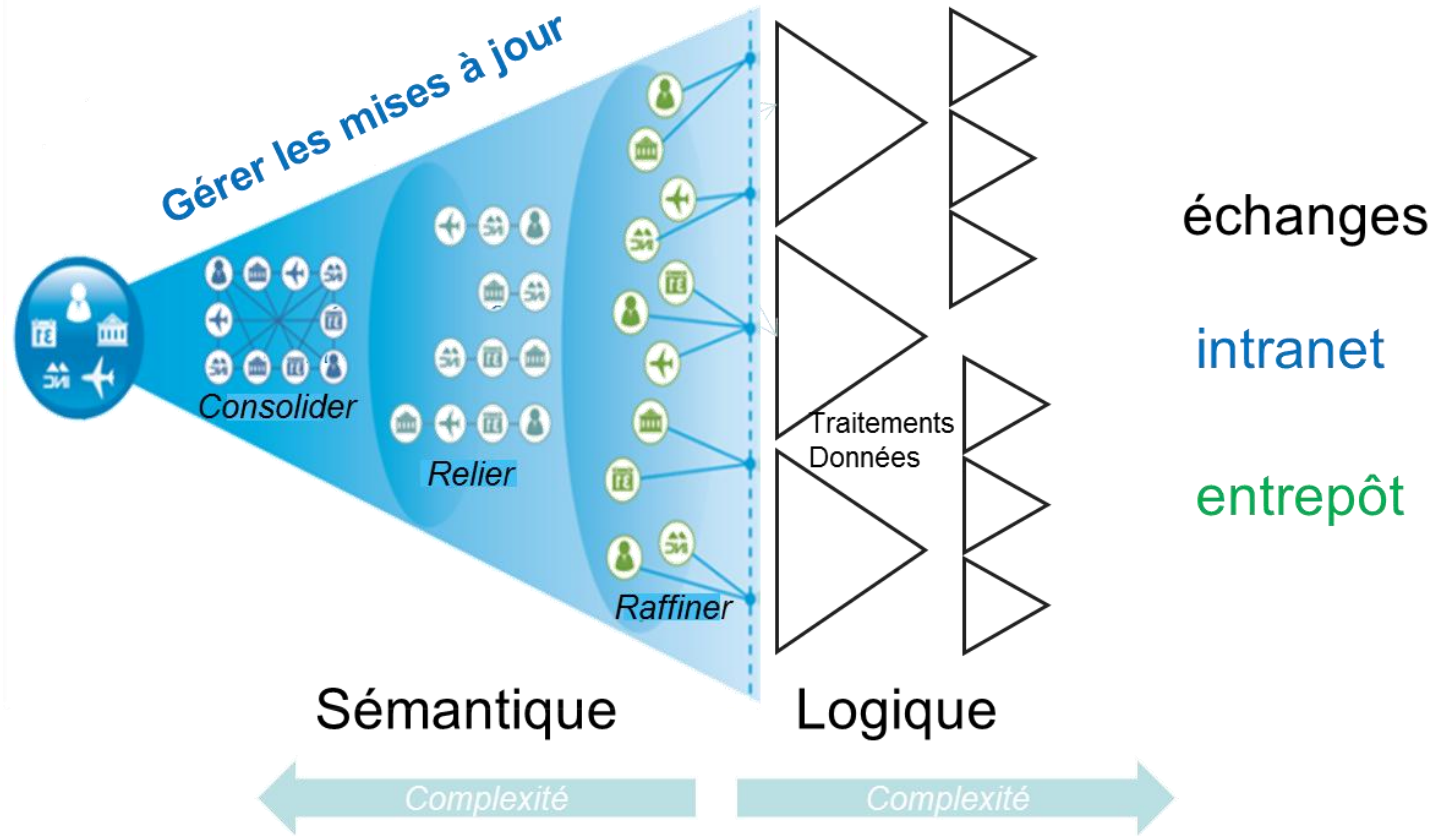 Gérer les mises à jour
échanges
intranet
Consolider
Traitements
Données
Relier
entrepôt
Raffiner
Sémantique
Logique
Complexité
Complexité